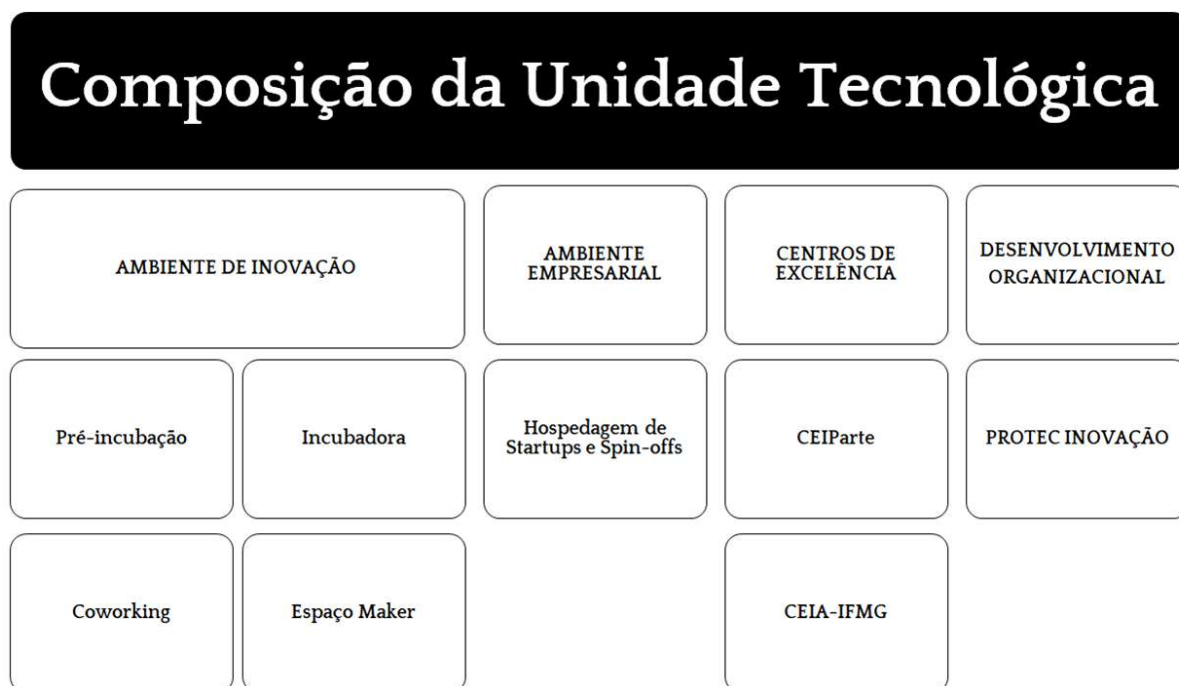 Composição da Unidade Tecnológica
AMBIENTE DE INOVAÇÃO
AMBIENTE
EMPRESARIAL
CENTROS DE
EXCELÊNCIA
DESENVOLVIMENTO
ORGANIZACIONAL
Pré-incubação
Incubadora
Hospedagem de
Startups e Spin-offs
CEIParte
PROTEC INOVAÇÃO
Coworking
Espaço Maker
CEIA-IFMG